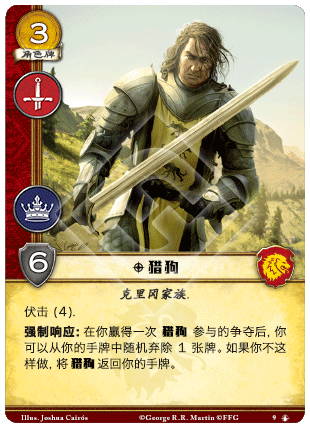 3
角色牌
6
猎狗
克里冈家族.
伏击 (4).
强制响应: 在你赢得一次 猎狗 参与的争夺后, 你
可以从你的手牌中随机弃除 1 张牌。如果你不这
样做, 将 猎狗 返回你的手牌。
Illus. Joshua Cairós ©George R.R. Martin ©FFG 9